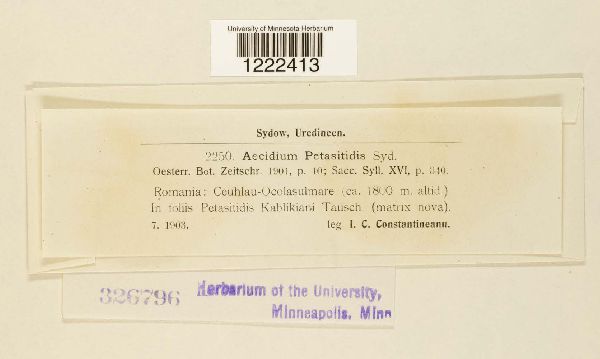 University of Minnesota Herbarium
1222413
Sydow, Uredineen.
2250. Aecidium Petasitidis Syd.
Oesterr. Bot. Zeitschr. 1901, p. 10; Sacc. Syll. XVI, p. 340.
Romania: Ceuhlau-Ocolasulmare (ca. 1800 m. altid.)
In foliis Petasitidis Kablikiani Tausch (matrix nova).
7. 1903. leg I. C. Constantineanu.
326796 Herbarium of the University,
Minneapolis, Minn